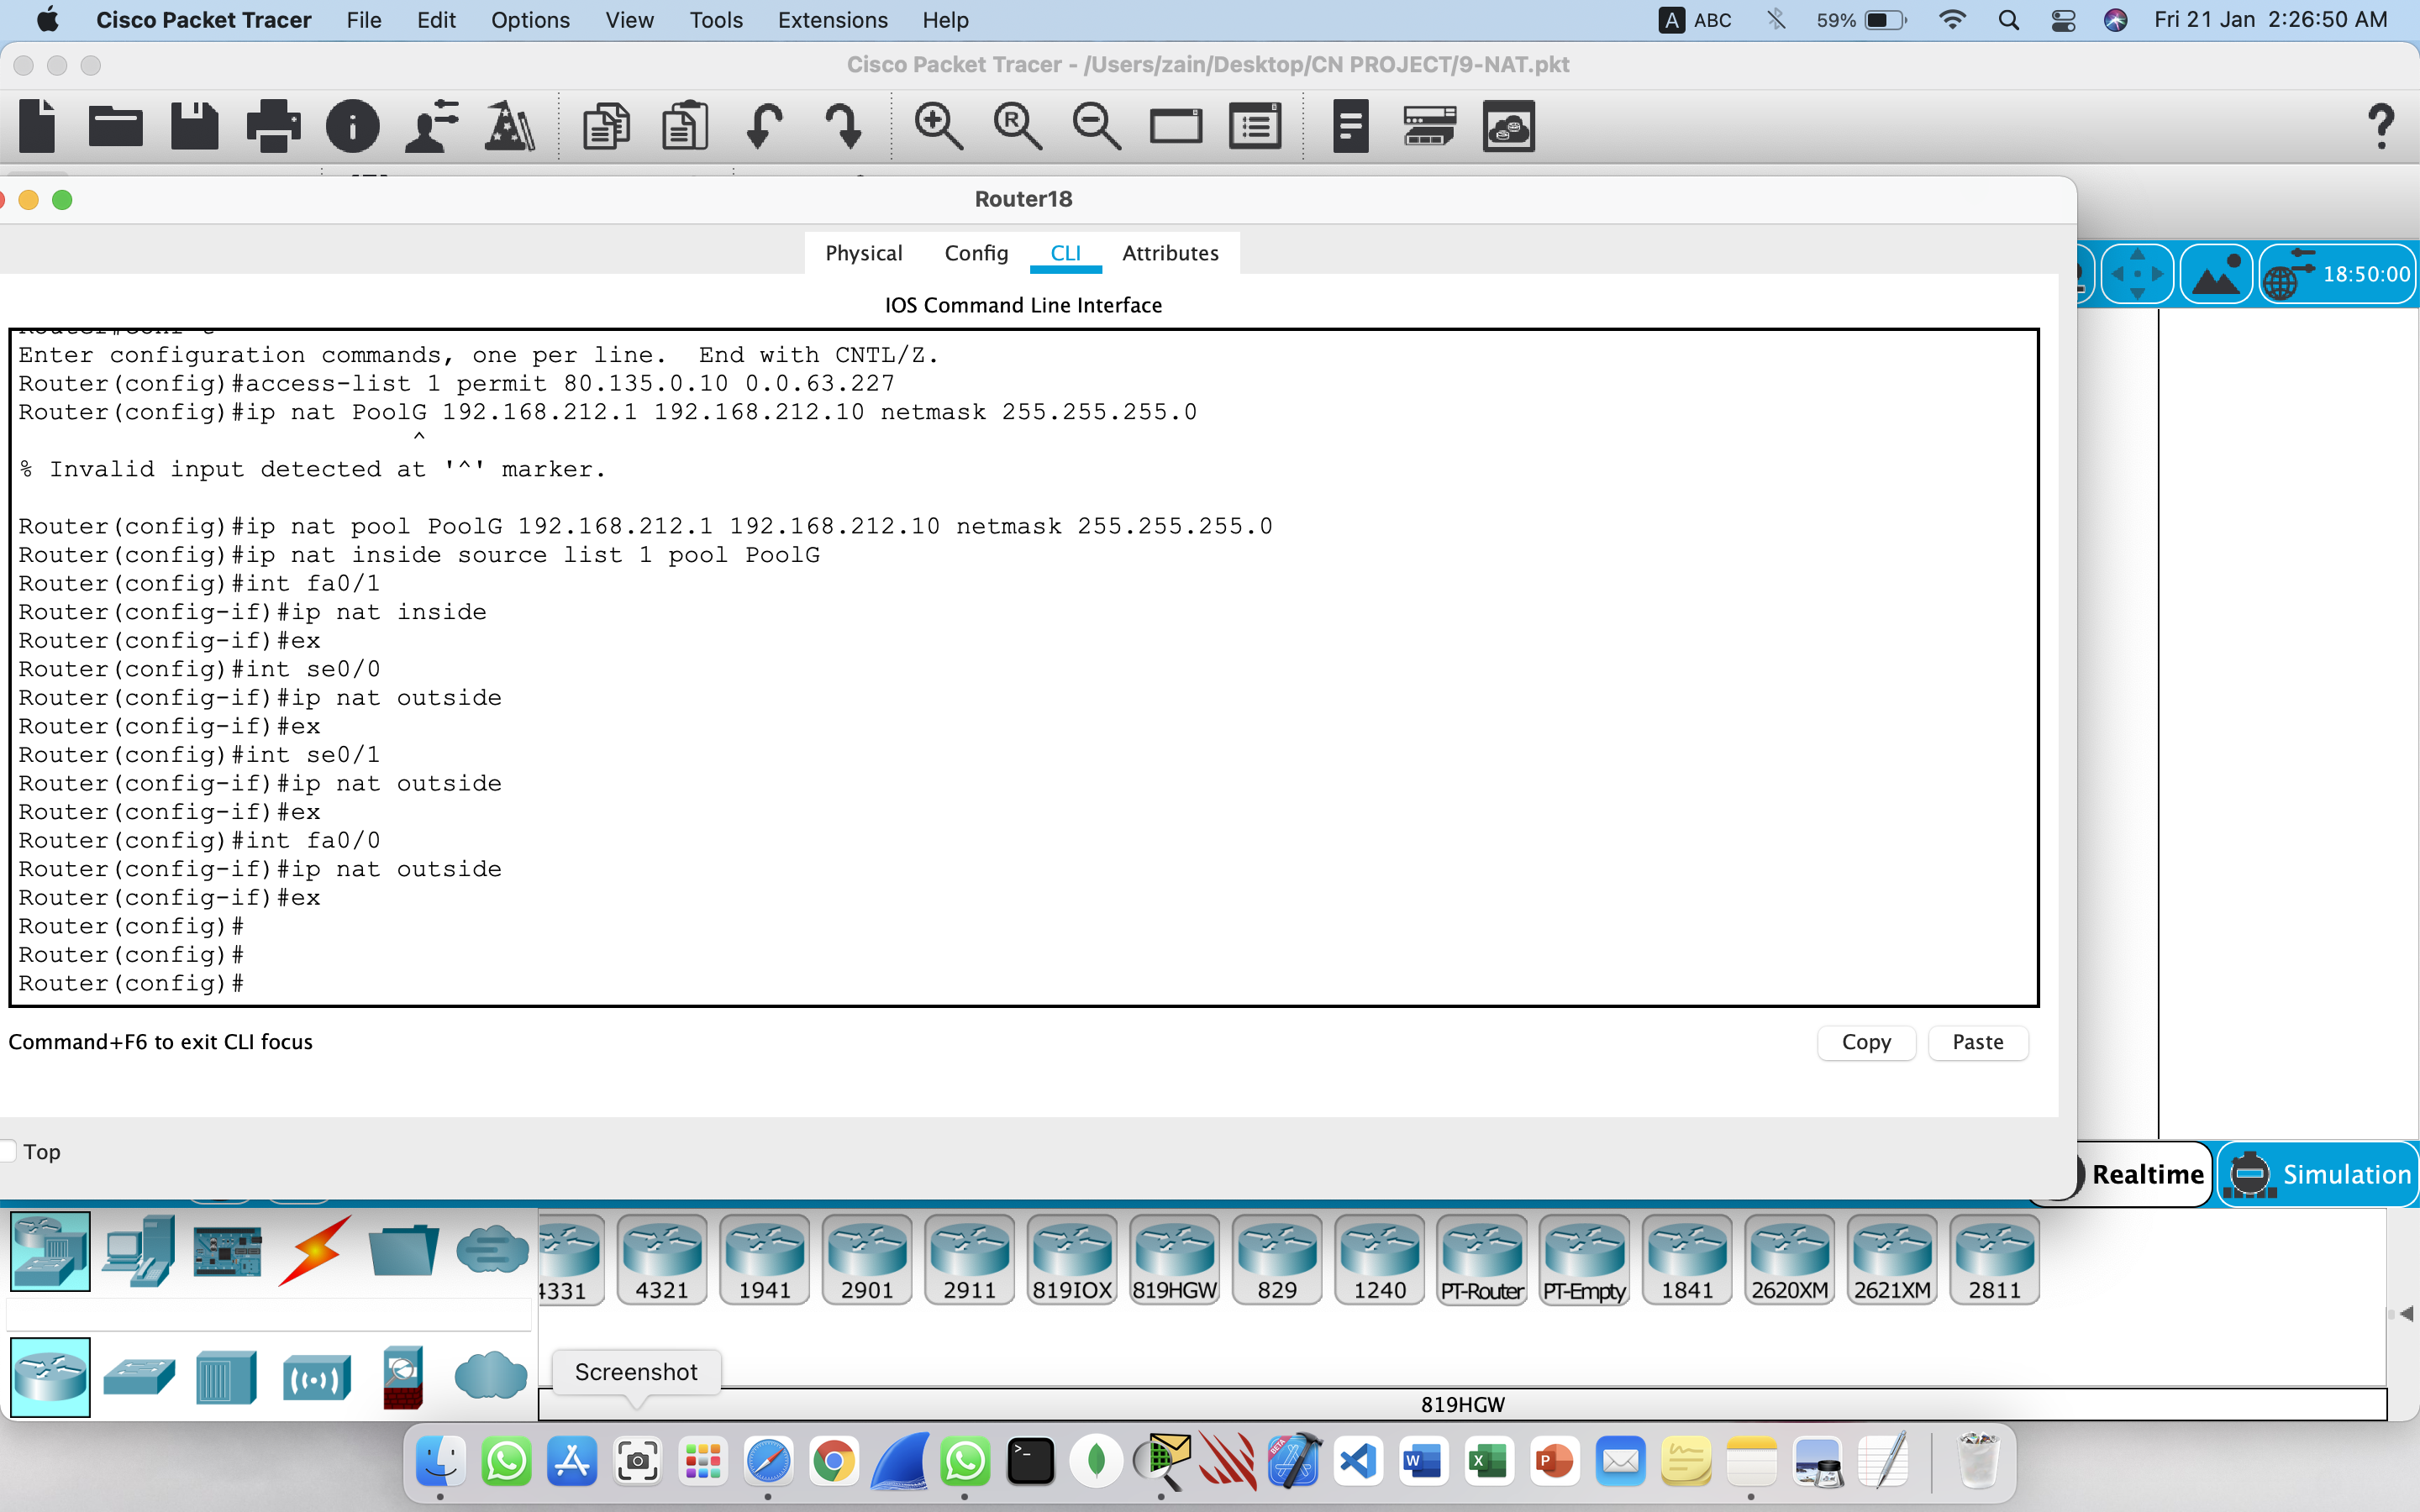 Cisco Packet Tracer File Edit Options View Tools Extensions Help A ABC 59% Fri 21 Jan 2:26:50 AM
Cisco Packet Tracer - /Users/zain/Desktop/CN PROJECT/9-NAT.pkt
Router18
Physical Config CLI Attributes
18:50:00
IOS Command Line Interface
Enter configuration commands, one per line. End with CNTL/Z.
Router(config)#access-list 1 permit 80.135.0.10 0.0.63.227
Router(config)#ip nat PoolG 192.168.212.1 192.168.212.10 netmask 255.255.255.0
^
% Invalid input detected at '^' marker.
Router(config)#ip nat pool PoolG 192.168.212.1 192.168.212.10 netmask 255.255.255.0
Router(config)#ip nat inside source list 1 pool PoolG
Router(config)#int fa0/1
Router(config-if)#ip nat inside
Router(config-if)#ex
Router(config)#int se0/0
Router(config-if)#ip nat outside
Router(config-if)#ex
Router(config)#int se0/1
Router(config-if)#ip nat outside
Router(config-if)#ex
Router(config)#int fa0/0
Router(config-if)#ip nat outside
Router(config-if)#ex
Router(config)#
Router(config)#
Router(config)#
Command+F6 to exit CLI focus
Copy Paste
Top
Realtime Simulation
4331 4321 1941 2901 2911 819IOX 819HGW 829 1240 PT-Router PT-Empty 1841 2620XM 2621XM 2811
Screenshot
819HGW